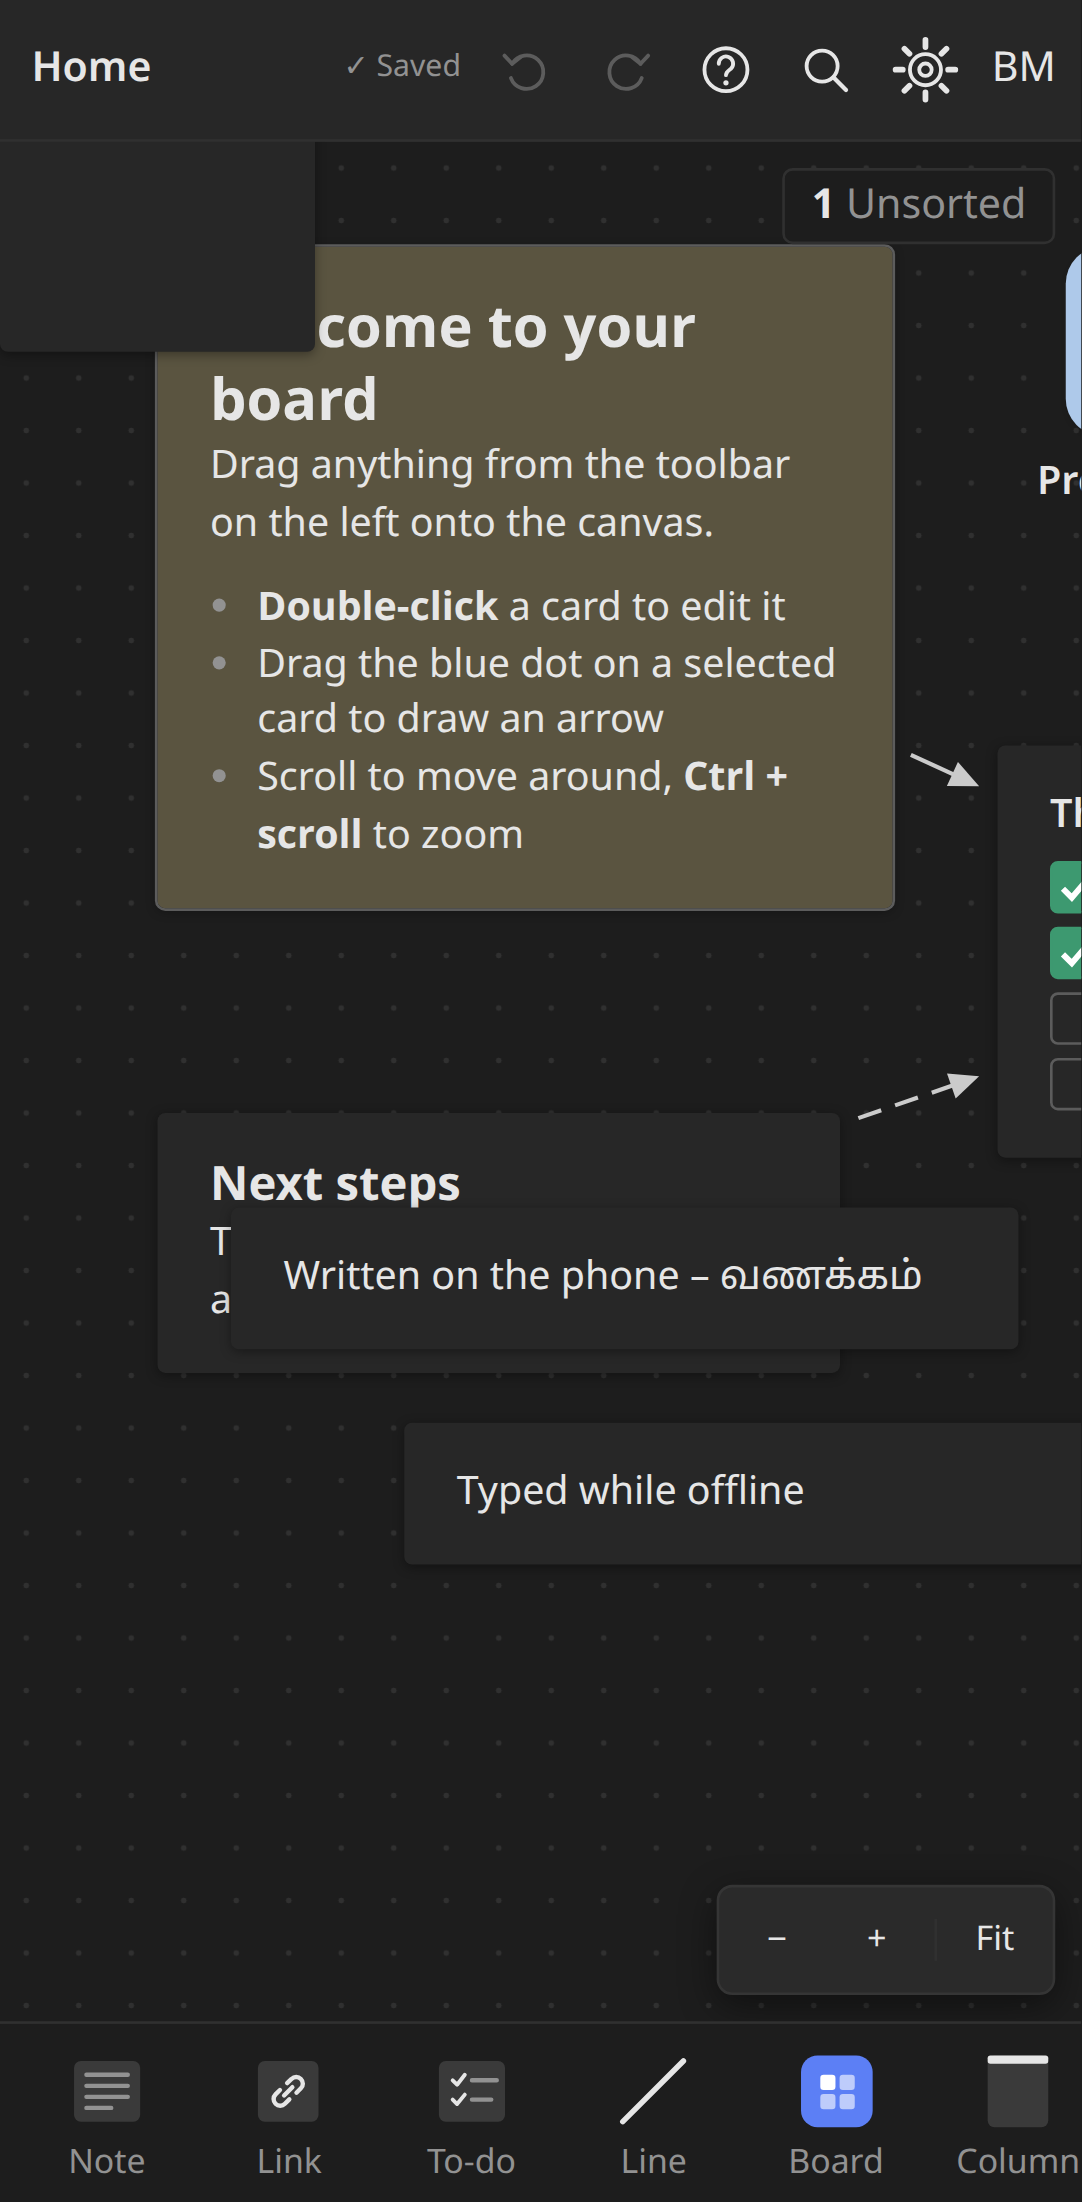 Home
✓ Saved
BM
1 Unsorted
come to your
board
Drag anything from the toolbar
on the left onto the canvas.
• Double-click a card to edit it
• Drag the blue dot on a selected
card to draw an arrow
• Scroll to move around, Ctrl +
scroll to zoom
Next steps
Written on the phone – வணக்கம்
Typed while offline
− + Fit
Note Link To-do Line Board Column